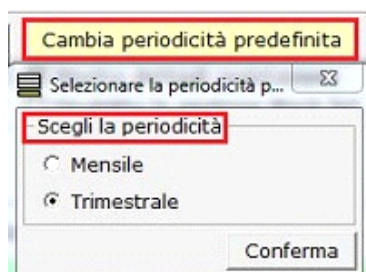 Cambia periodicità predefinita
Selezionare la periodicità p...
Scegli la periodicità
Mensile
Trimestrale
Conferma